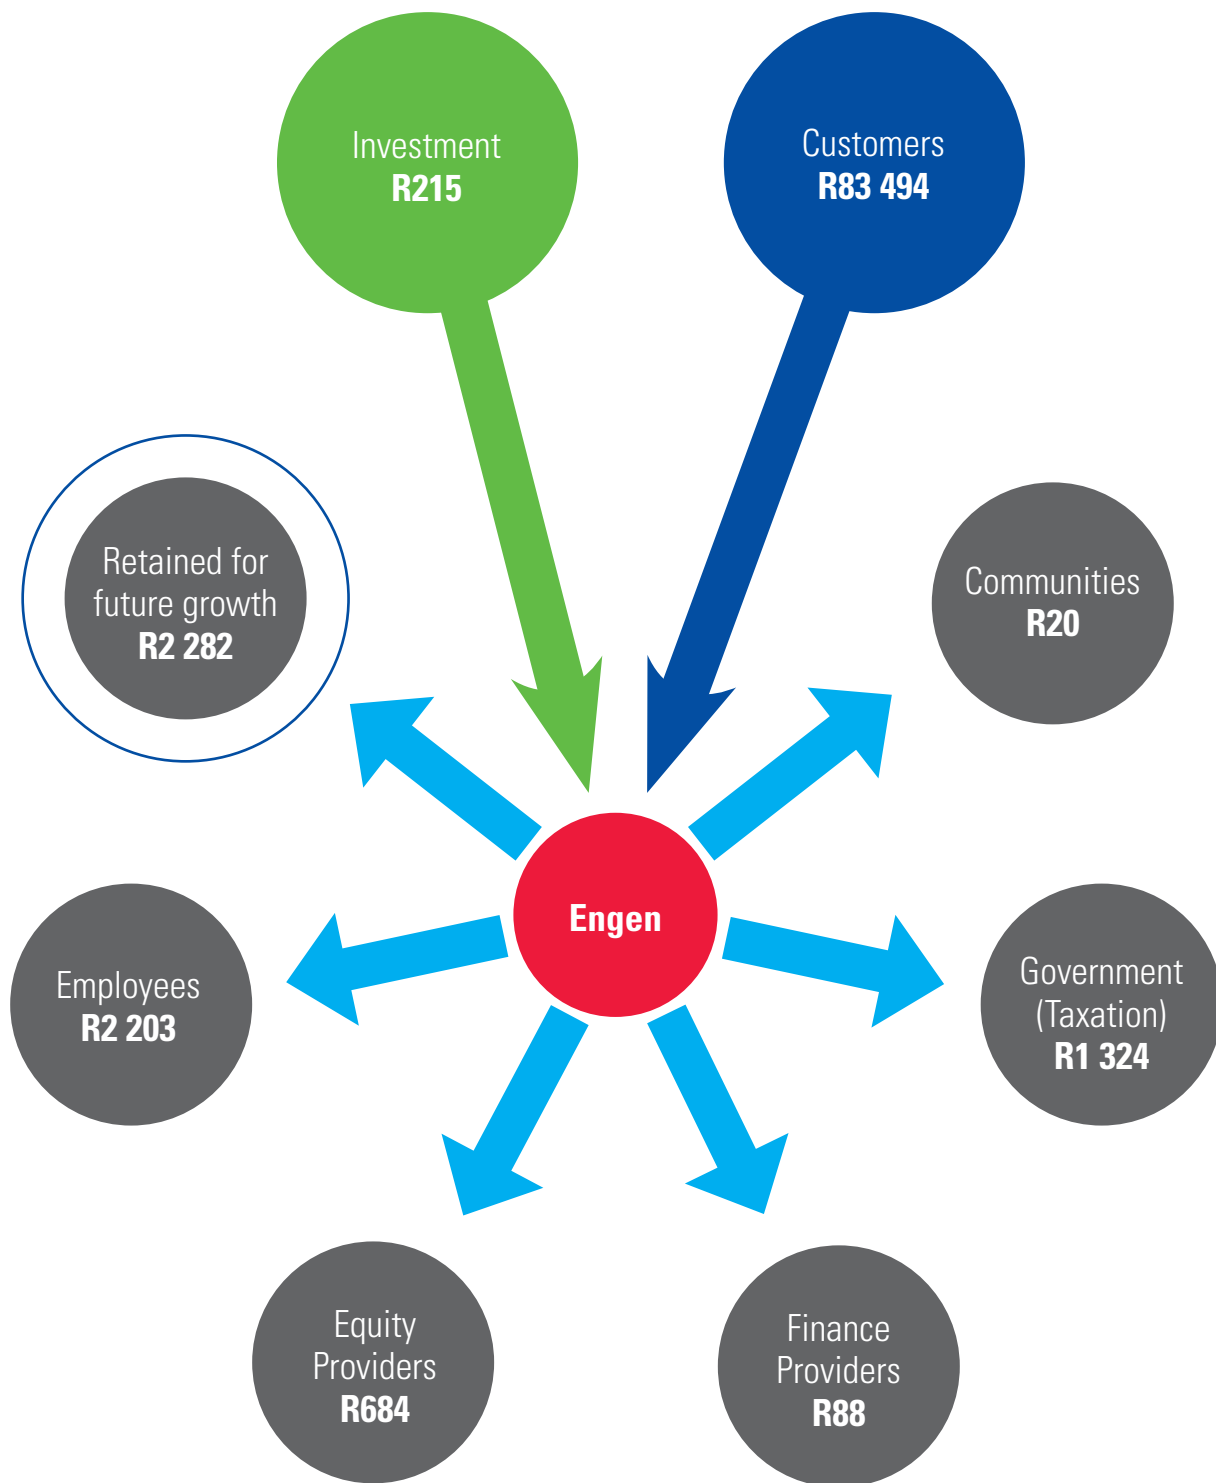 Investment
R215
Customers
R83 494
Retained for
future growth
R2 282
Communities
R20
Engen
Employees
R2 203
Government
(Taxation)
R1 324
Equity
Providers
R684
Finance
Providers
R88